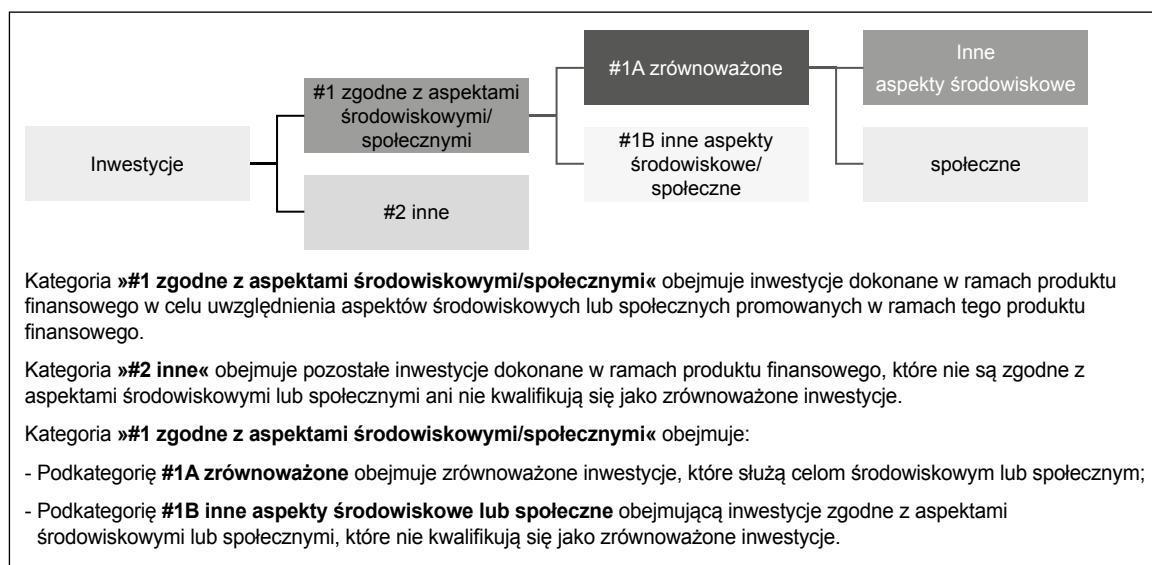 Inwestycje
#1 zgodne z aspektami
środowiskowymi/
społecznymi
#2 inne
#1A zrównoważone
#1B inne aspekty
środowiskowe/
społeczne
Inne
aspekty środowiskowe
społeczne
Kategoria »#1 zgodne z aspektami środowiskowymi/społecznymi« obejmuje inwestycje dokonane w ramach produktu
finansowego w celu uwzględnienia aspektów środowiskowych lub społecznych promowanych w ramach tego produktu
finansowego.
Kategoria »#2 inne« obejmuje pozostałe inwestycje dokonane w ramach produktu finansowego, które nie są zgodne z
aspektami środowiskowymi lub społecznymi ani nie kwalifikują się jako zrównoważone inwestycje.
Kategoria »#1 zgodne z aspektami środowiskowymi/społecznymi« obejmuje:
- Podkategorię #1A zrównoważone obejmuje zrównoważone inwestycje, które służą celom środowiskowym lub społecznym;
- Podkategorię #1B inne aspekty środowiskowe lub społeczne obejmującą inwestycje zgodne z aspektami
środowiskowymi lub społecznymi, które nie kwalifikują się jako zrównoważone inwestycje.